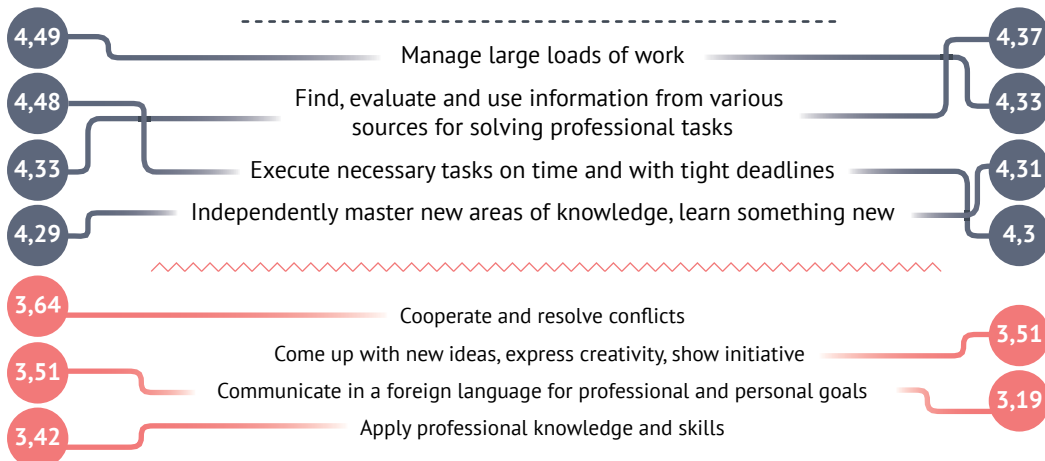 4,49
4,37
Manage large loads of work
4,48
Find, evaluate and use information from various
4,33
sources for solving professional tasks
4,33
Execute necessary tasks on time and with tight deadlines
4,31
Independently master new areas of knowledge, learn something new
4,29
4,3
3,64
Cooperate and resolve conflicts
3,51
Come up with new ideas, express creativity, show initiative
3,51
Communicate in a foreign language for professional and personal goals
3,19
Apply professional knowledge and skills
3,42